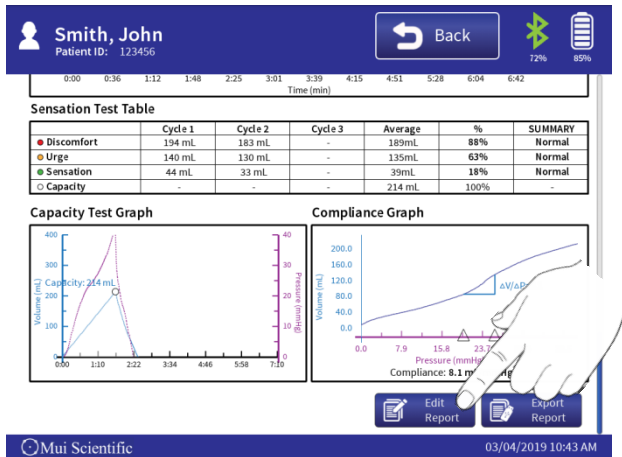 Smith, John
Patient ID: 123456
Back
72%
85%
0:00 0:36 1:12 1:48 2:25 3:01 3:39 4:15 4:51 5:28 6:04 6:42
Time (min)
Sensation Test Table
Cycle 1 Cycle 2 Cycle 3 Average % SUMMARY
Discomfort 194 mL 183 mL - 189mL 88% Normal
Urge 140 mL 130 mL - 135mL 63% Normal
Sensation 44 mL 33 mL - 39mL 18% Normal
Capacity - - - 214 mL 100% -
Capacity Test Graph
400
300
200
100
0
Volume (mL)
Capacity: 214 mL
40
30
20
10
0
Pressure (mmHg)
0:00 1:10 2:22 3:34 4:46 5:58 7:10
Compliance Graph
200.0
160.0
120.0
80.0
40.0
0.0
Volume (mL)
ΔV/ΔP
0.0 7.9 15.8 23.7
Pressure (mmHg
Compliance: 8.1
Edit
Report
Export
Report
Mui Scientific
03/04/2019 10:43 AM